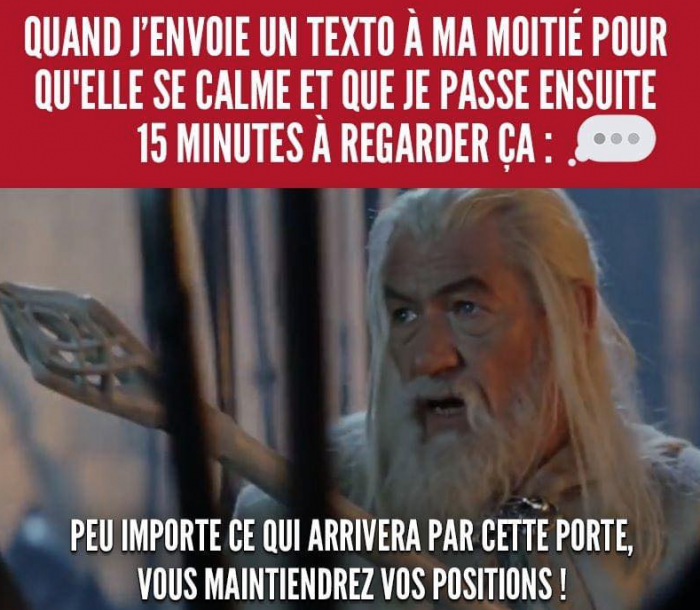 QUAND J’ENVOIE UN TEXTO À MA MOITIÉ POUR
QU'ELLE SE CALME ET QUE JE PASSE ENSUITE
15 MINUTES À REGARDER ÇA :
PEU IMPORTE CE QUI ARRIVERA PAR CETTE PORTE,
VOUS MAINTIENDREZ VOS POSITIONS !